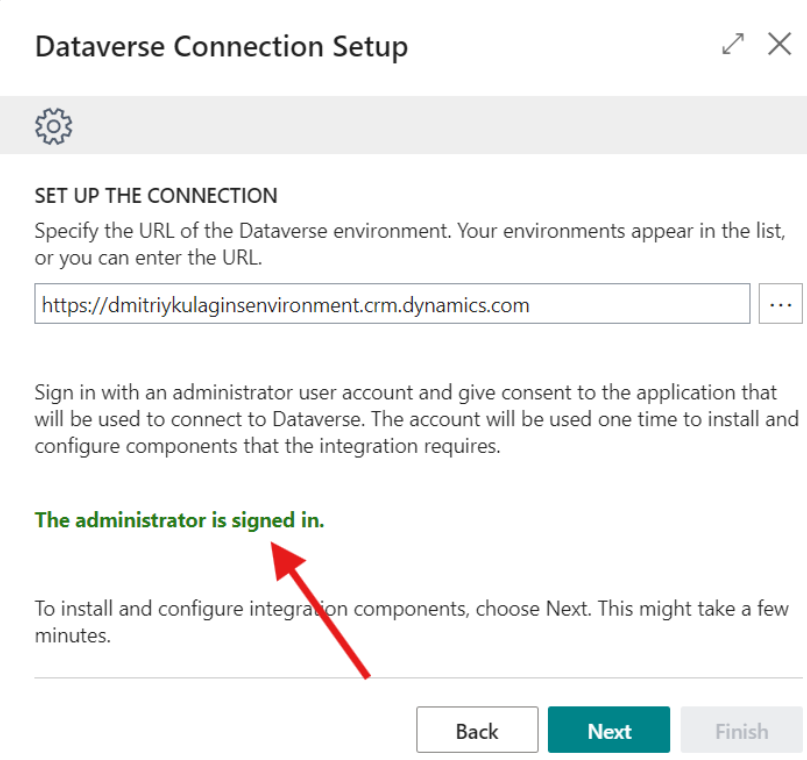 Dataverse Connection Setup
SET UP THE CONNECTION
Specify the URL of the Dataverse environment. Your environments appear in the list,
or you can enter the URL.
https://dmitriykulaginsenvironment.crm.dynamics.com
...
Sign in with an administrator user account and give consent to the application that
will be used to connect to Dataverse. The account will be used one time to install and
configure components that the integration requires.
The administrator is signed in.
To install and configure integration components, choose Next. This might take a few
minutes.
Back
Next
Finish